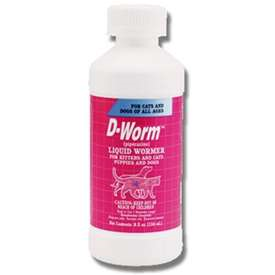 FOR CATS AND
DOGS OF ALL AGES
D-Worm™
(piperazine)
LIQUID WORMER
FOR KITTENS AND CATS
PUPPIES AND DOGS
CAUTION: KEEP OUT OF
REACH OF CHILDREN